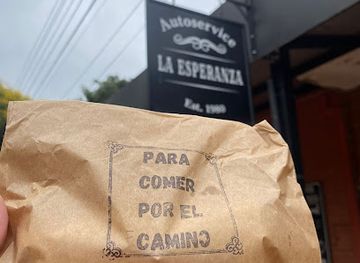 Autoservice
LA ESPERANZA
Est. 1980
PARA
COMER
POR EL
CAMINO